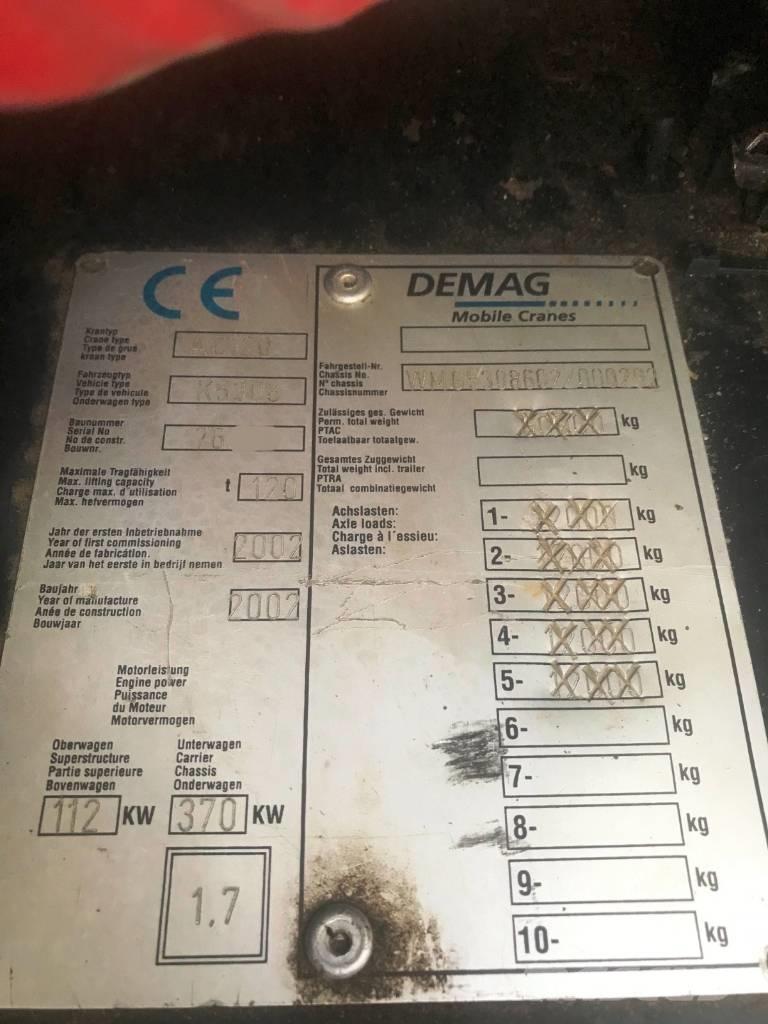 CE
Krantyp
Crane type
Type de grue
kraan type
Fahrzeugtyp
Vehicle type
Type de vehicule
Onderwagen type
Baunummer
Serial No
No de constr.
Bouwnr.
Maximale Tragfähigkeit
Max. lifting capacity
Charge max. d'utilisation
Max. hefvermogen
t 120
Jahr der ersten Inbetriebnahme
Year of first commissioning
Année de fabrication.
Jaar van het eerste in bedrijf nemen
2002
Baujahr
Year of manufacture
Anée de construction
Bouwjaar
2002
Motorleistung
Engine power
Puissance
du Moteur
Motorvermogen
Oberwagen
Superstructure
Partie superieure
Bovenwagen
112 KW
Unterwagen
Carrier
Chassis
Onderwagen
370 KW
1.7
DEMAG
Mobile Cranes
Fahrgestell-Nr.
Chassis No.
N° chassis
Chassisnummer
Zulässiges ges. Gewicht
Perm. total weight
PTAC
Toelaatbaar totaalgew.
kg
Gesamtes Zuggewicht
Total weight incl. trailer
PTRA
Totaal combinatiegewicht
kg
Achslasten:
Axle loads:
Charge à l'essieu:
Aslasten:
1- kg
2- kg
3- kg
4- kg
5- kg
6- kg
7- kg
8- kg
9- kg
10- kg